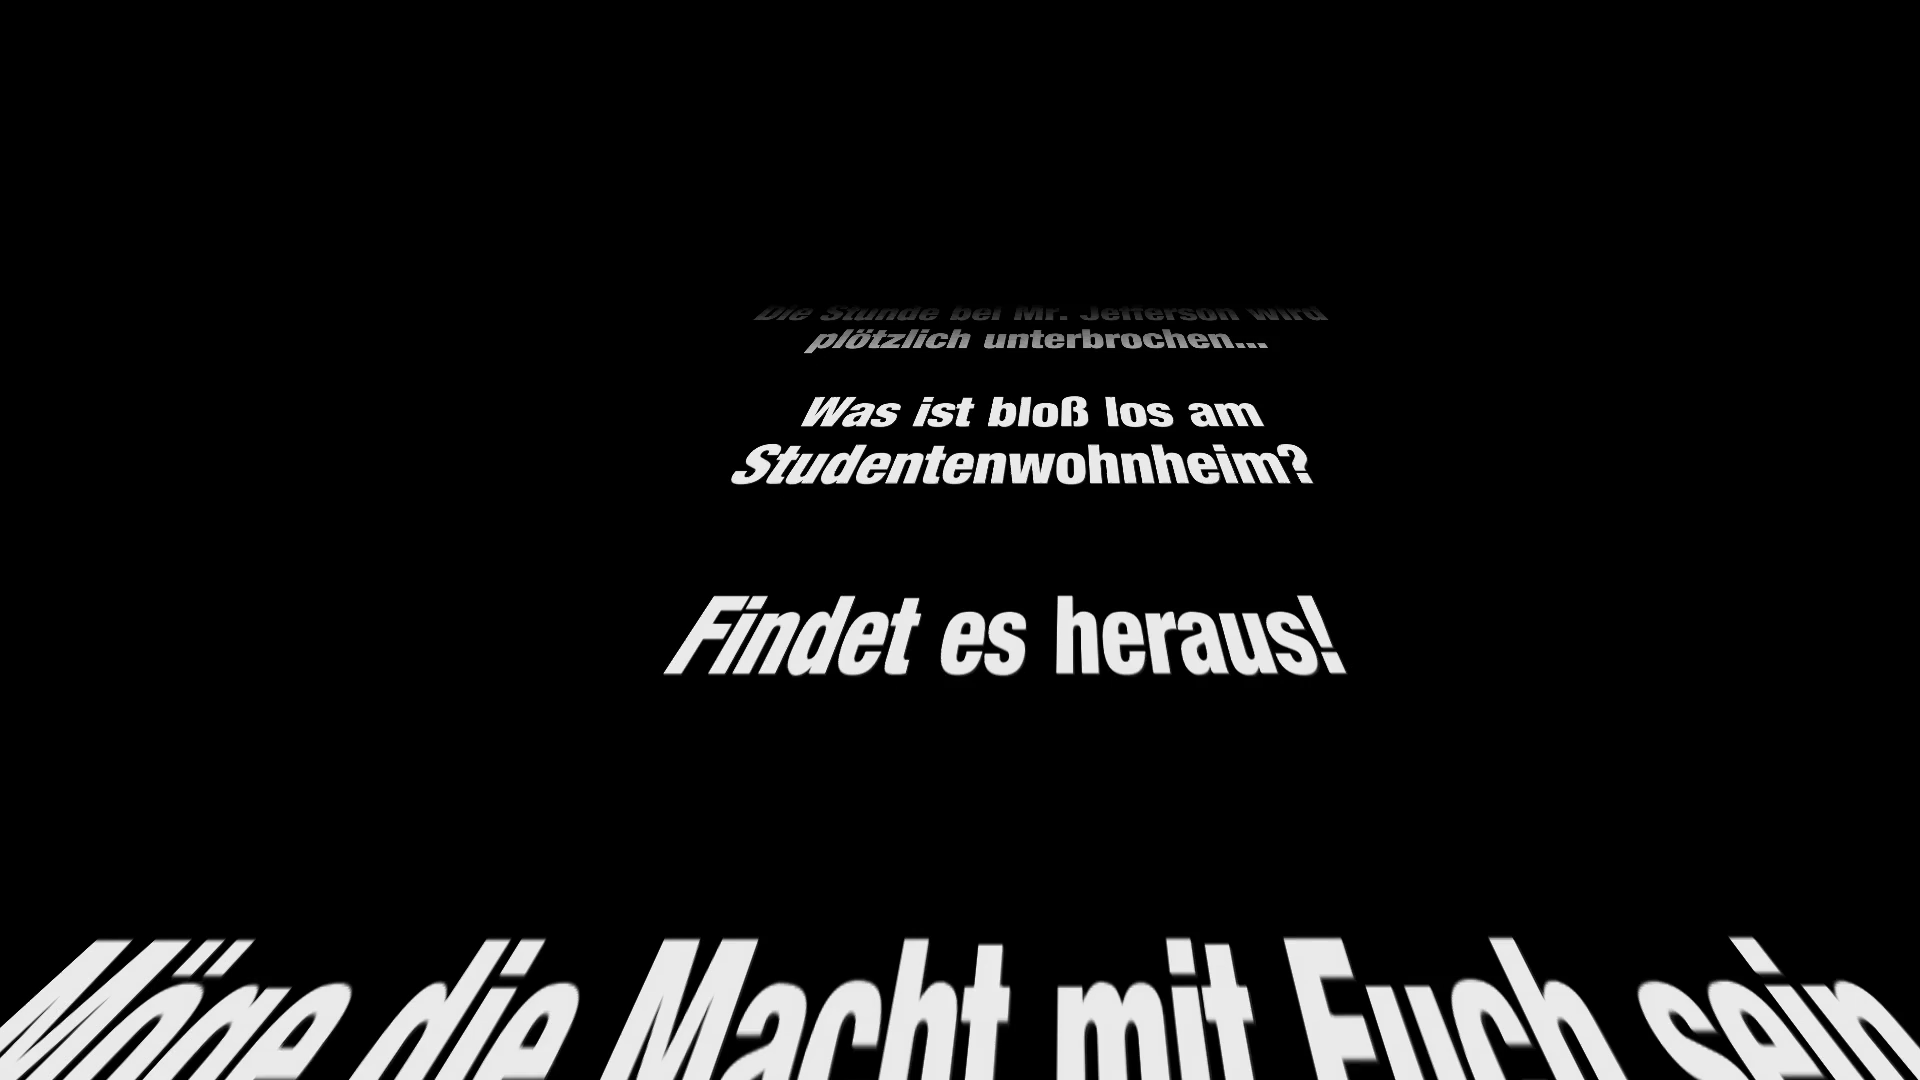 Die Stunde bei Mr. Jefferson wird
plötzlich unterbrochen...
Was ist bloß los am
Studentenwohnheim?
Findet es heraus!
Möge die Macht mit Euch sein